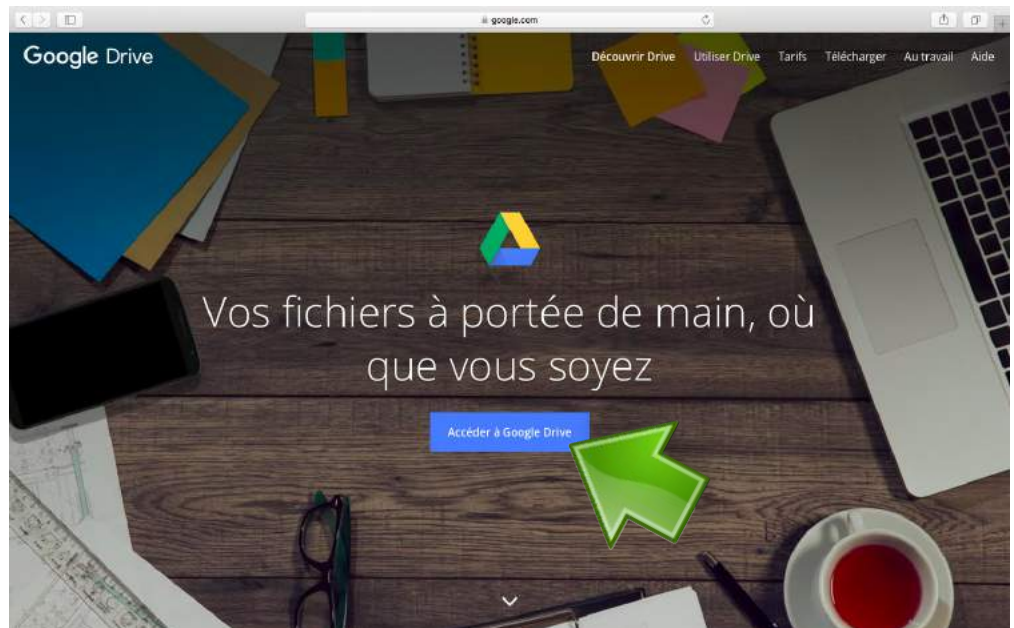 google.com
Google Drive
Découvrir Drive Utiliser Drive Tarifs Télécharger Au travail Aide
Vos fichiers à portée de main, où
que vous soyez
Accéder à Google Drive